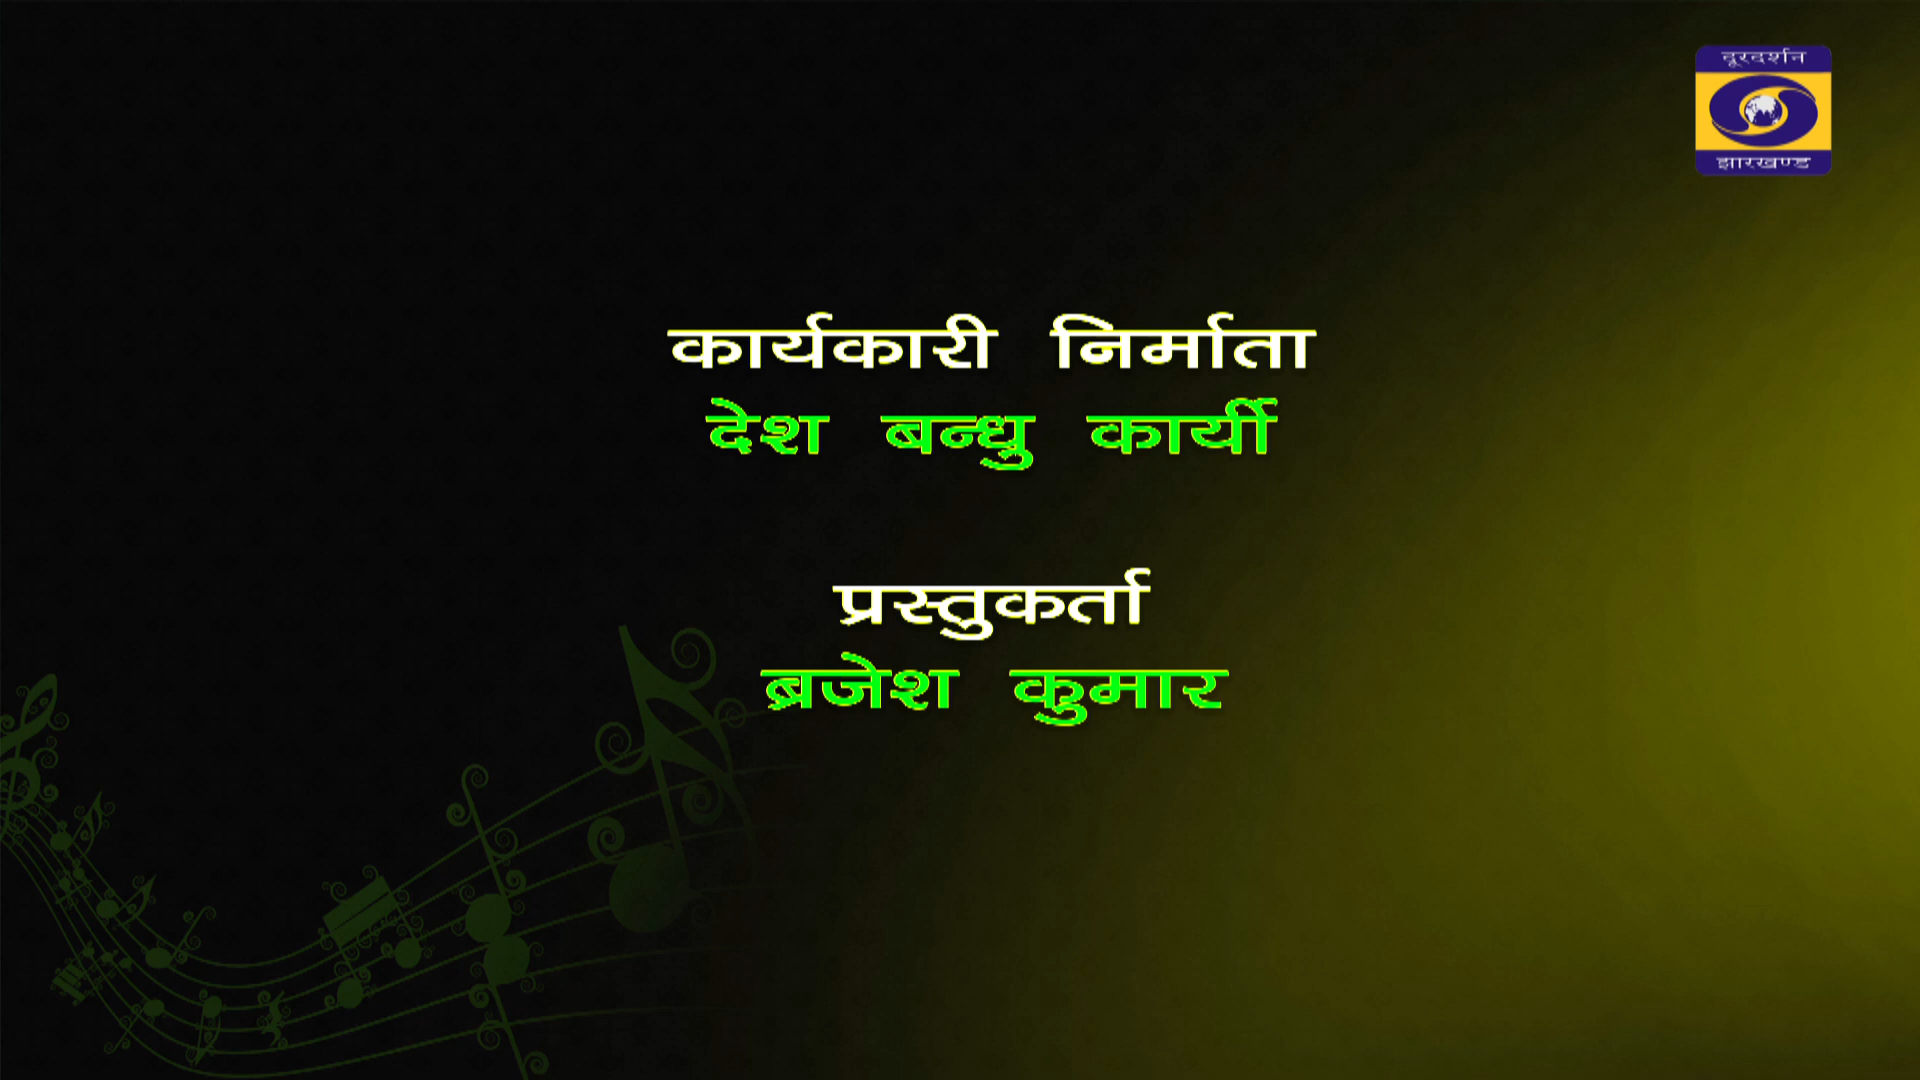 दूरदर्शन
झारखण्ड
कार्यकारी निर्माता
देश बन्धु कार्यी
प्रस्तुकर्ता
ब्रजेश कुमार